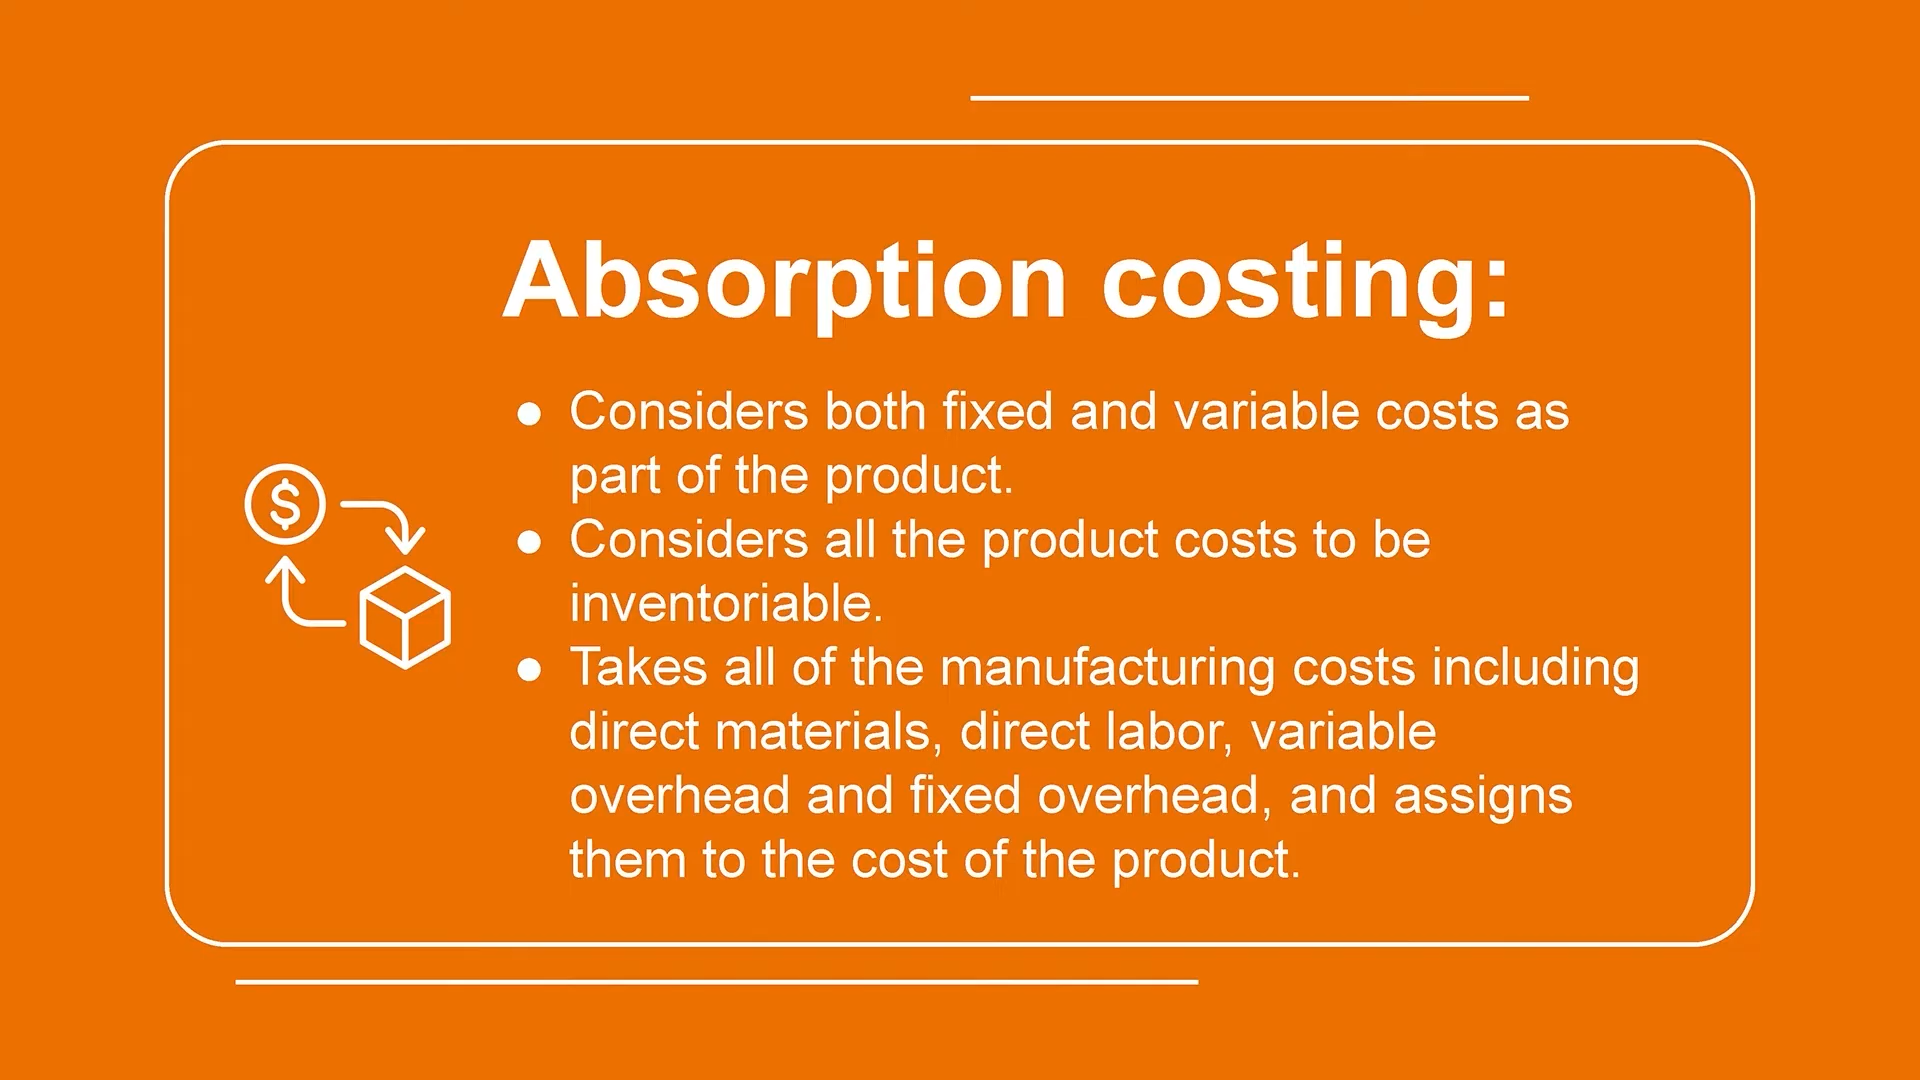 Absorption costing:
● Considers both fixed and variable costs as
part of the product.
● Considers all the product costs to be
inventoriable.
● Takes all of the manufacturing costs including
direct materials, direct labor, variable
overhead and fixed overhead, and assigns
them to the cost of the product.
$